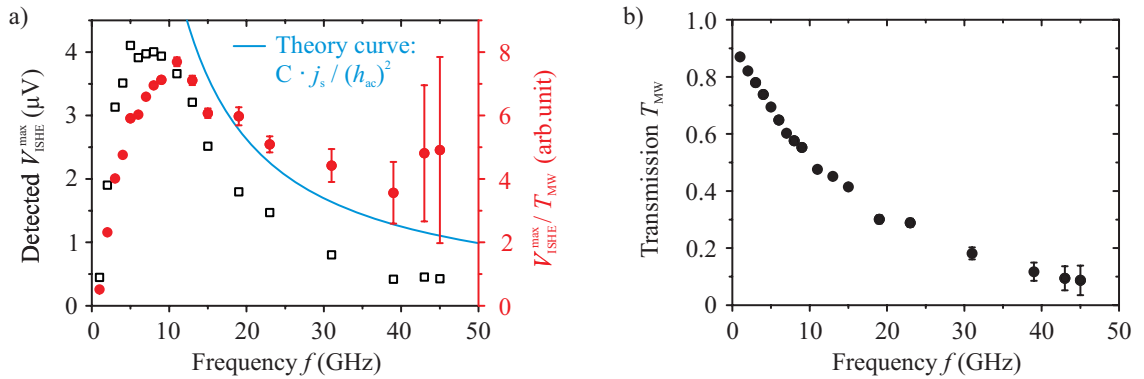 a)
Detected V_ISHE^max (μV)
4
3
2
1
0
Theory curve:
C · j_s / (h_ac)^2
8
6
4
2
0
V_ISHE^max / T_MW (arb.unit)
0 10 20 30 40 50
Frequency f (GHz)
b)
Transmission T_MW
1.0
0.8
0.6
0.4
0.2
0
0 10 20 30 40 50
Frequency f (GHz)